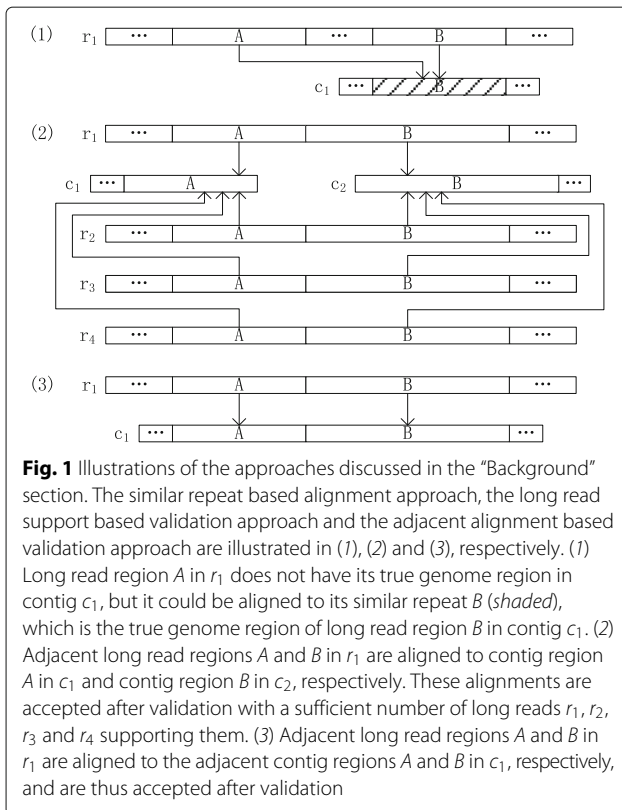 (1) r1 ... A ... B ...
c1 ... B ...
(2) r1 ... A B ...
c1 ... A c2 B ...
r2 ... A B ...
r3 ... A B ...
r4 ... A B ...
(3) r1 ... A B ...
c1 ... A B ...
Fig. 1 Illustrations of the approaches discussed in the "Background"
section. The similar repeat based alignment approach, the long read
support based validation approach and the adjacent alignment based
validation approach are illustrated in (1), (2) and (3), respectively. (1)
Long read region A in r1 does not have its true genome region in
contig c1, but it could be aligned to its similar repeat B (shaded),
which is the true genome region of long read region B in contig c1. (2)
Adjacent long read regions A and B in r1 are aligned to contig region
A in c1 and contig region B in c2, respectively. These alignments are
accepted after validation with a sufficient number of long reads r1, r2,
r3 and r4 supporting them. (3) Adjacent long read regions A and B in
r1 are aligned to the adjacent contig regions A and B in c1, respectively,
and are thus accepted after validation